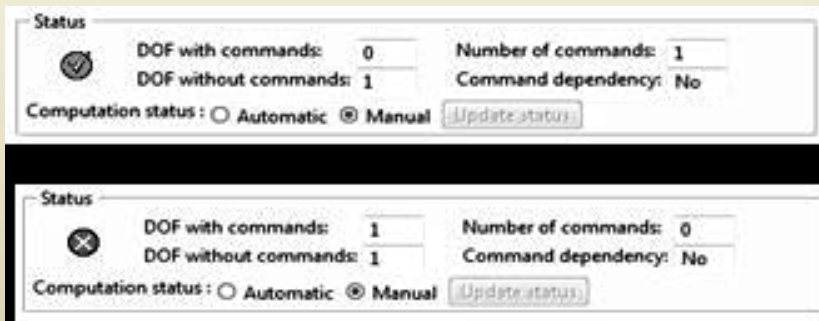 Status
DOF with commands: 0 Number of commands: 1
DOF without commands: 1 Command dependency: No
Computation status : Automatic Manual Update status
Status
DOF with commands: 1 Number of commands: 0
DOF without commands: 1 Command dependency: No
Computation status : Automatic Manual Update status